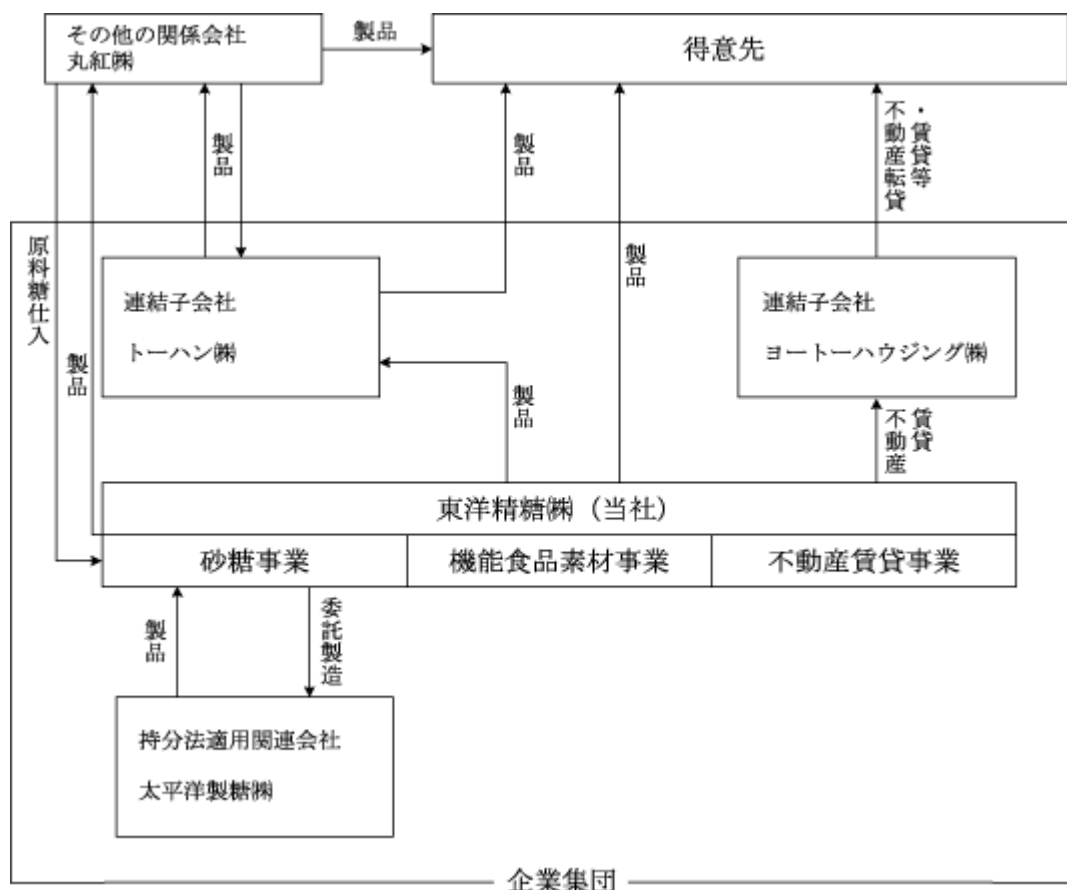 その他の関係会社
丸紅㈱
製品
得意先
製品
製品
不動産転貸
・賃貸等
原料糖仕入
製品
製品
連結子会社
トーハン㈱
連結子会社
ヨートーハウジング㈱
製品
不動産
賃貸
東洋精糖㈱（当社）
砂糖事業
機能食品素材事業
不動産賃貸事業
製品
委託製造
持分法適用関連会社
太平洋製糖㈱
企業集団